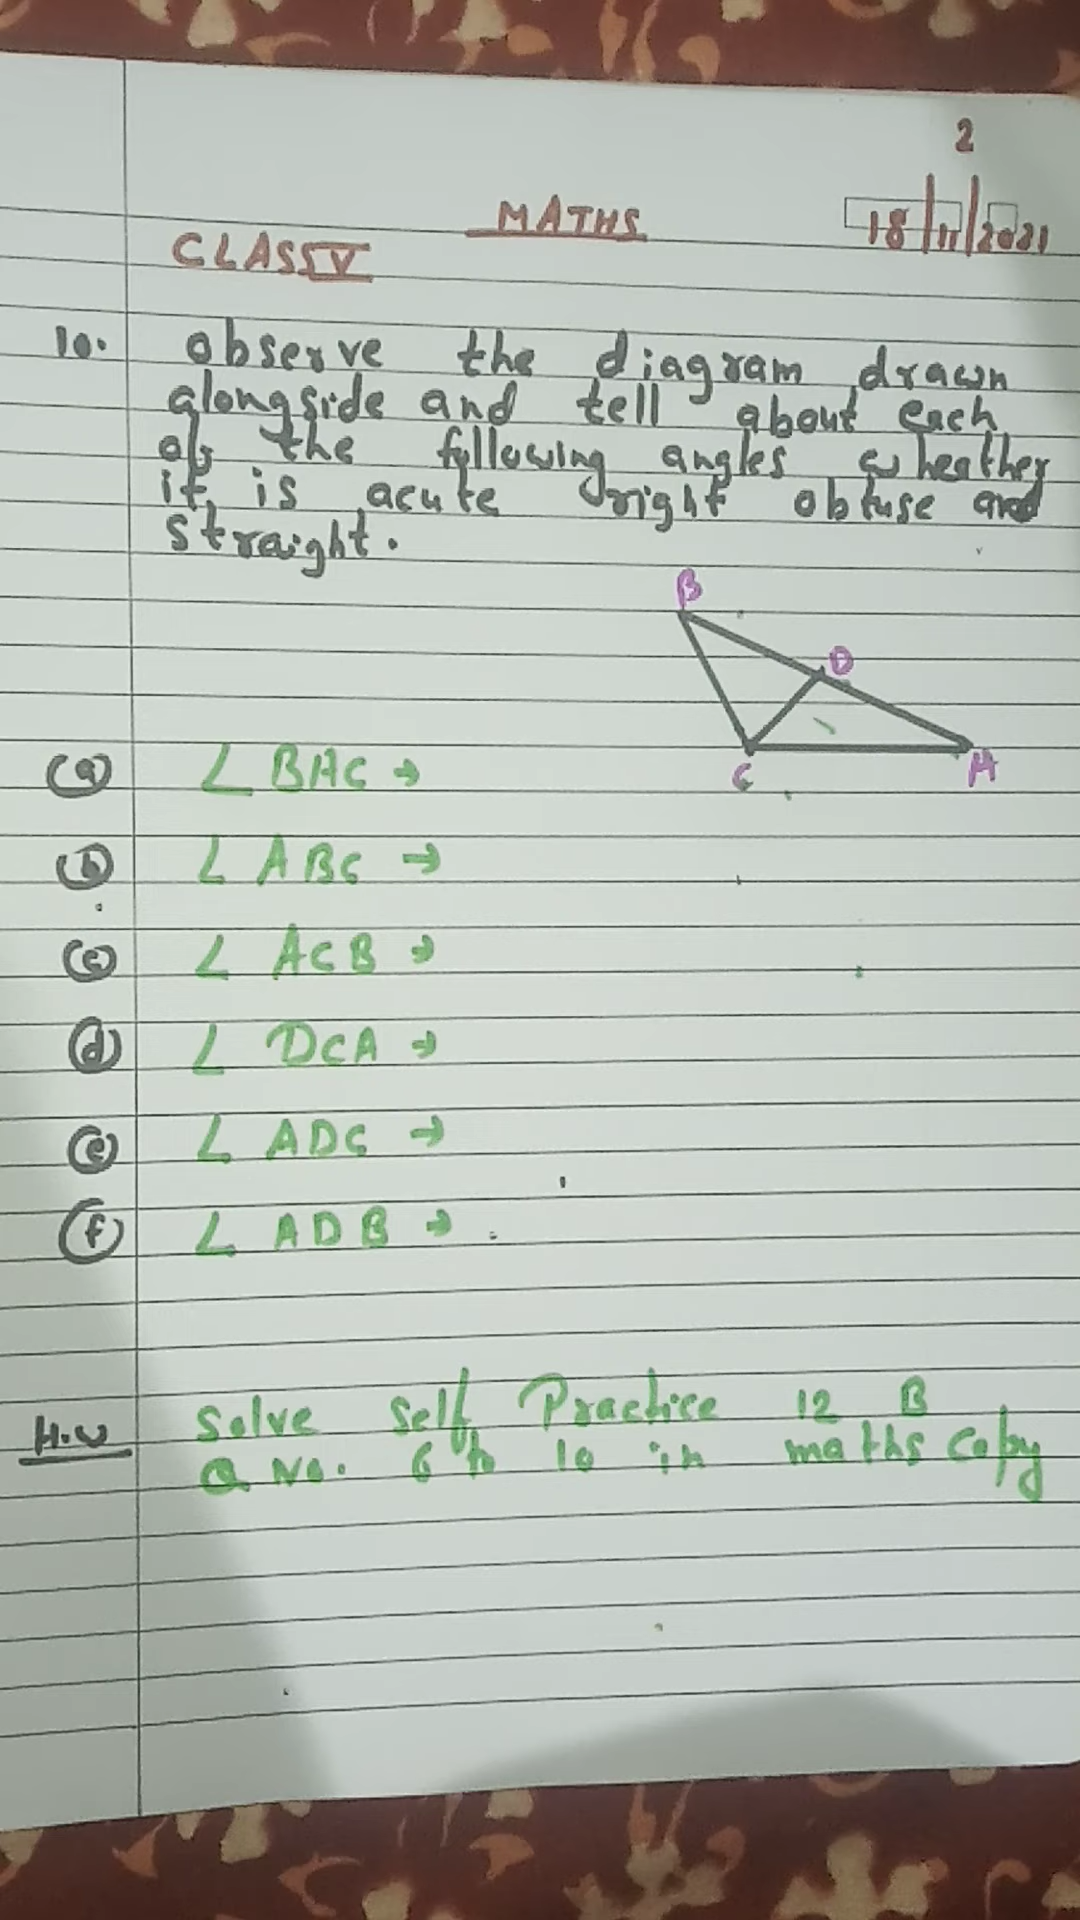 2
MATHS
18/11/2021
CLASS V
10. observe the diagram drawn
alongside and tell about each
of the following angles wheather
it is acute right obtuse and
straight.
B
D
C
A
(a) ∠ BAC →
(b) ∠ ABC →
(c) ∠ ACB →
(d) ∠ DCA →
(e) ∠ ADC →
(f) ∠ ADB →
H.W Solve Self Practice 12 B
Q No. 6 to 10 in maths copy